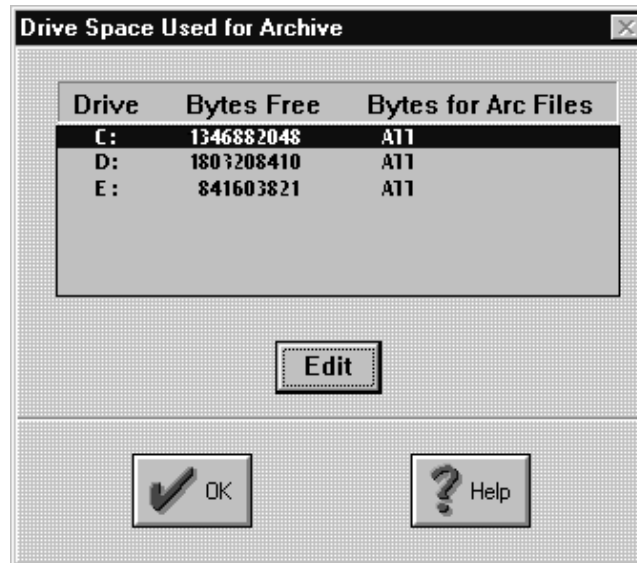 Drive Space Used for Archive
Drive Bytes Free Bytes for Arc Files
C: 1346882048 All
D: 1803208410 All
E: 841603821 All
Edit
OK Help